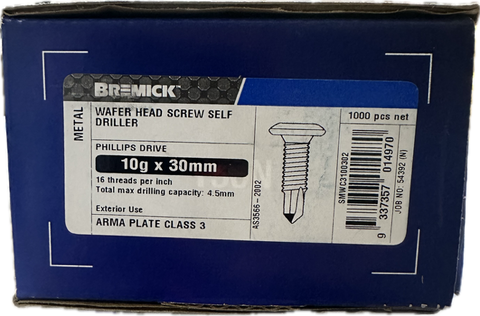 BREMICK
METAL
WAFER HEAD SCREW SELF
DRILLER
PHILLIPS DRIVE
10g x 30mm
16 threads per inch
Total max drilling capacity: 4.5mm
Exterior Use
ARMA PLATE CLASS 3
AS3566-2002
1000 pcs net
SMWC3100302
9 337357 014970
JOB NO: 54392 (N)